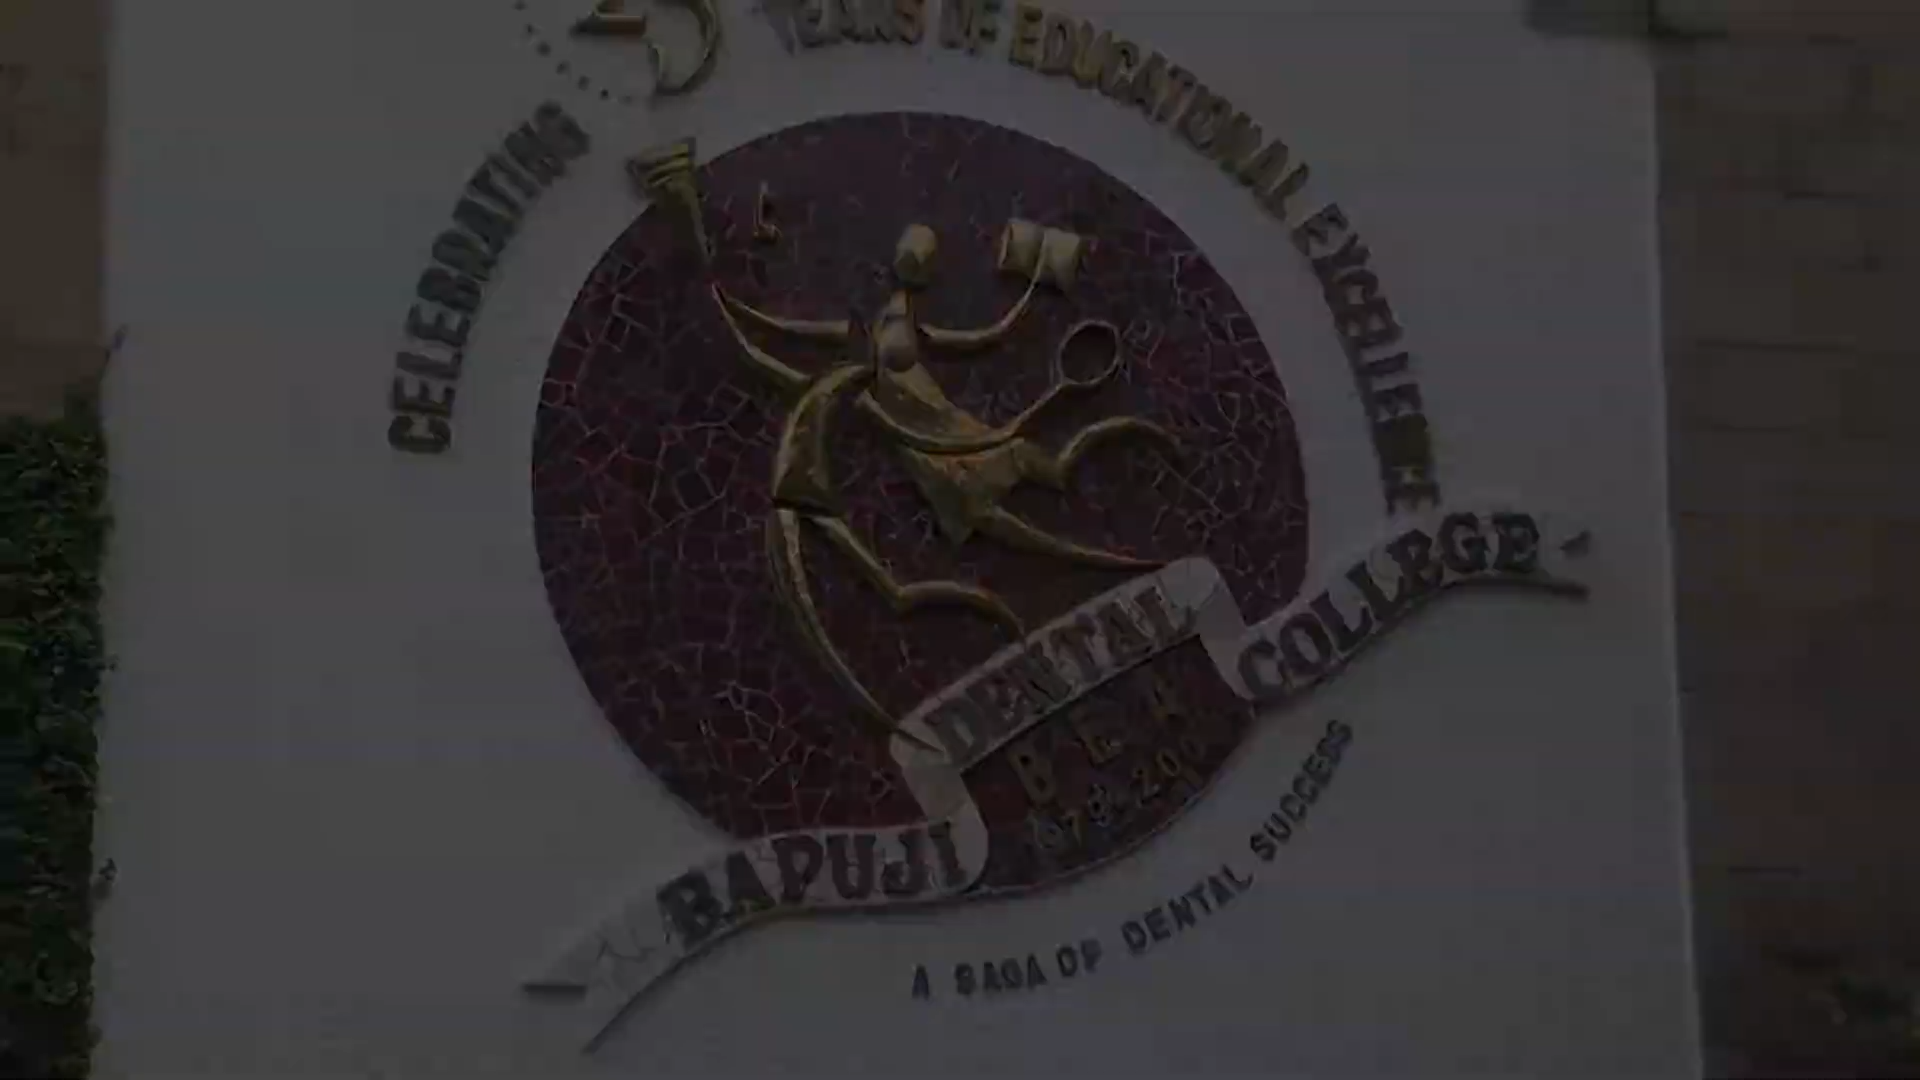 CELEBRATING
YEARS OF EDUCATIONAL EXCELLENCE
BAPUJI DENTAL COLLEGE
A SAGA OF DENTAL SUCCESS